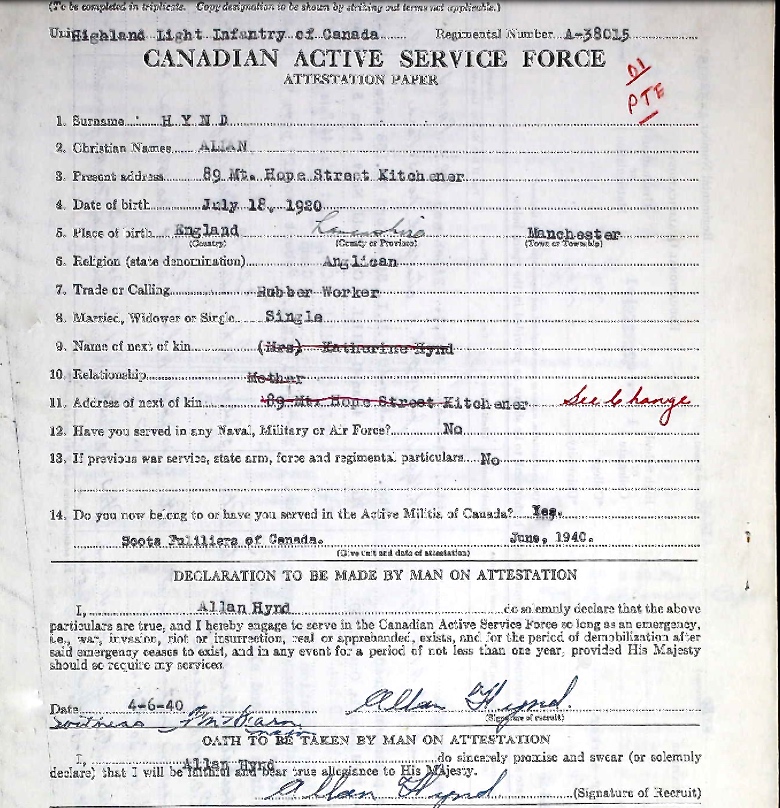 (To be completed in triplicate. Copy designation to be shown by striking out terms not applicable.)
Unit Highland Light Infantry of Canada Regimental Number A-38015
CANADIAN ACTIVE SERVICE FORCE
ATTESTATION PAPER
D1
PTE
1. Surname HYND
2. Christian Names ALLAN
3. Present address 89 Mt. Hope Street Kitchener
4. Date of birth July 18, 1920
5. Place of birth England Lancashire Manchester
(Country) (County or Province) (Town or Township)
6. Religion (state denomination) Anglican
7. Trade or Calling Rubber Worker
8. Married, Widower or Single Single
9. Name of next of kin (Mrs) Katherine Hynd
10. Relationship Mother
11. Address of next of kin 89 Mt. Hope Street Kitchener See Change
12. Have you served in any Naval, Military or Air Force? No
13. If previous war service, state arm, force and regimental particulars No
14. Do you now belong to or have you served in the Active Militia of Canada? Yes.
Scots Fuliliers of Canada. June, 1940.
(Give unit and date of attestation)
DECLARATION TO BE MADE BY MAN ON ATTESTATION
I, Allan Hynd do solemnly declare that the above
particulars are true, and I hereby engage to serve in the Canadian Active Service Force so long as an emergency,
i.e., war, invasion, riot or insurrection, real or apprehended, exists, and for the period of demobilization after
said emergency ceases to exist, and in any event for a period of not less than one year, provided His Majesty
should so require my services.
Date 4-6-40 Allan Hynd.
(Signature of recruit)
witness
OATH TO BE TAKEN BY MAN ON ATTESTATION
I, Allan Hynd do sincerely promise and swear (or solemnly
declare) that I will be faithful and bear true allegiance to His Majesty.
Allan Hynd (Signature of Recruit)